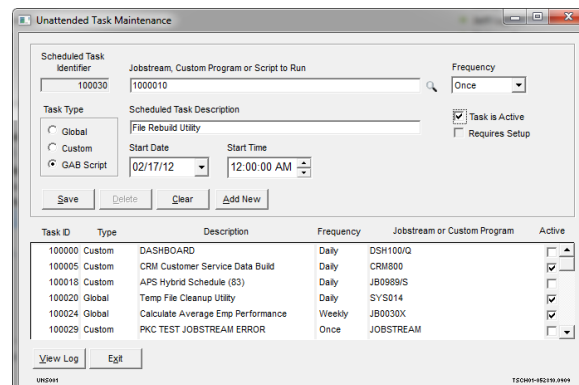 Unattended Task Maintenance
Scheduled Task
Identifier
Jobstream, Custom Program or Script to Run
Frequency
100030
1000010
Once
Task Type
Scheduled Task Description
Task is Active
Global
File Rebuild Utility
Requires Setup
Custom
Start Date
Start Time
GAB Script
02/17/12
12:00:00 AM
Save
Delete
Clear
Add New
Task ID Type Description Frequency Jobstream or Custom Program Active
100000 Custom DASHBOARD Daily DSH100/Q
100005 Custom CRM Customer Service Data Build Daily CRM800
100018 Custom APS Hybrid Schedule (83) Daily JB0989/S
100020 Global Temp File Cleanup Utility Daily SYS014
100024 Global Calculate Average Emp Performance Weekly JB0030X
100029 Custom PKC TEST JOBSTREAM ERROR Once JOBSTREAM
View Log
Exit
UNS001